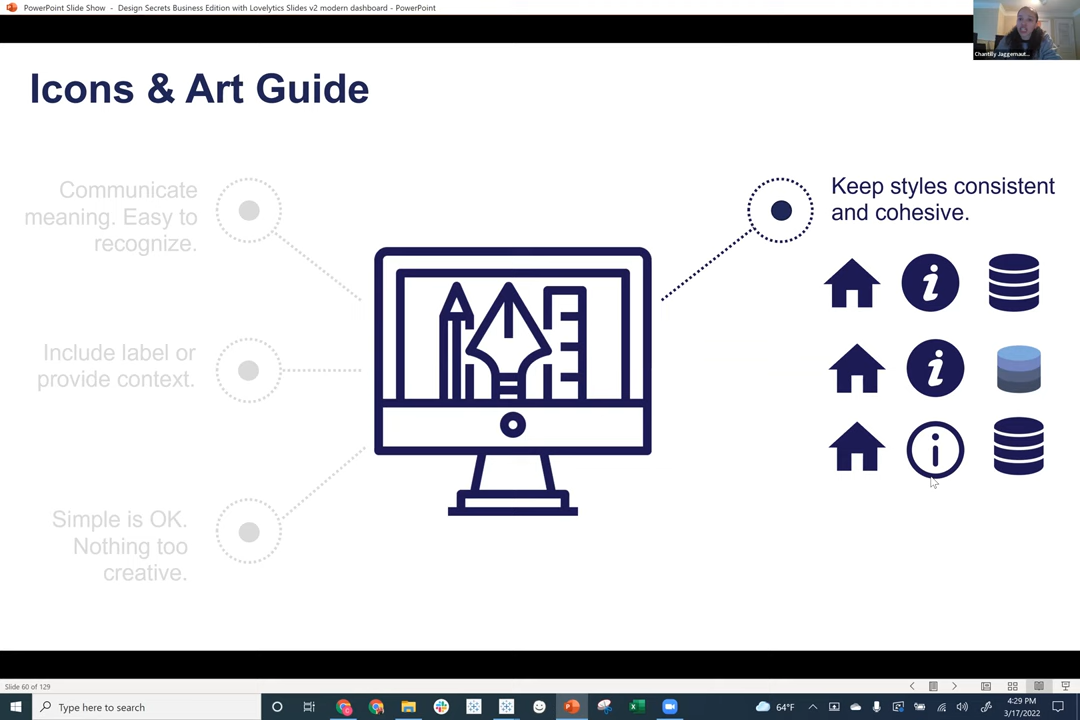 PowerPoint Slide Show - Design Secrets Business Edition with Lovelytics Slides v2 modern dashboard - PowerPoint
Chantilly Jaggernaut...
Icons & Art Guide
Communicate
meaning. Easy to
recognize.
Include label or
provide context.
Simple is OK.
Nothing too
creative.
Keep styles consistent
and cohesive.
Slide 60 of 129
Type here to search
64°F
4:29 PM
3/17/2022